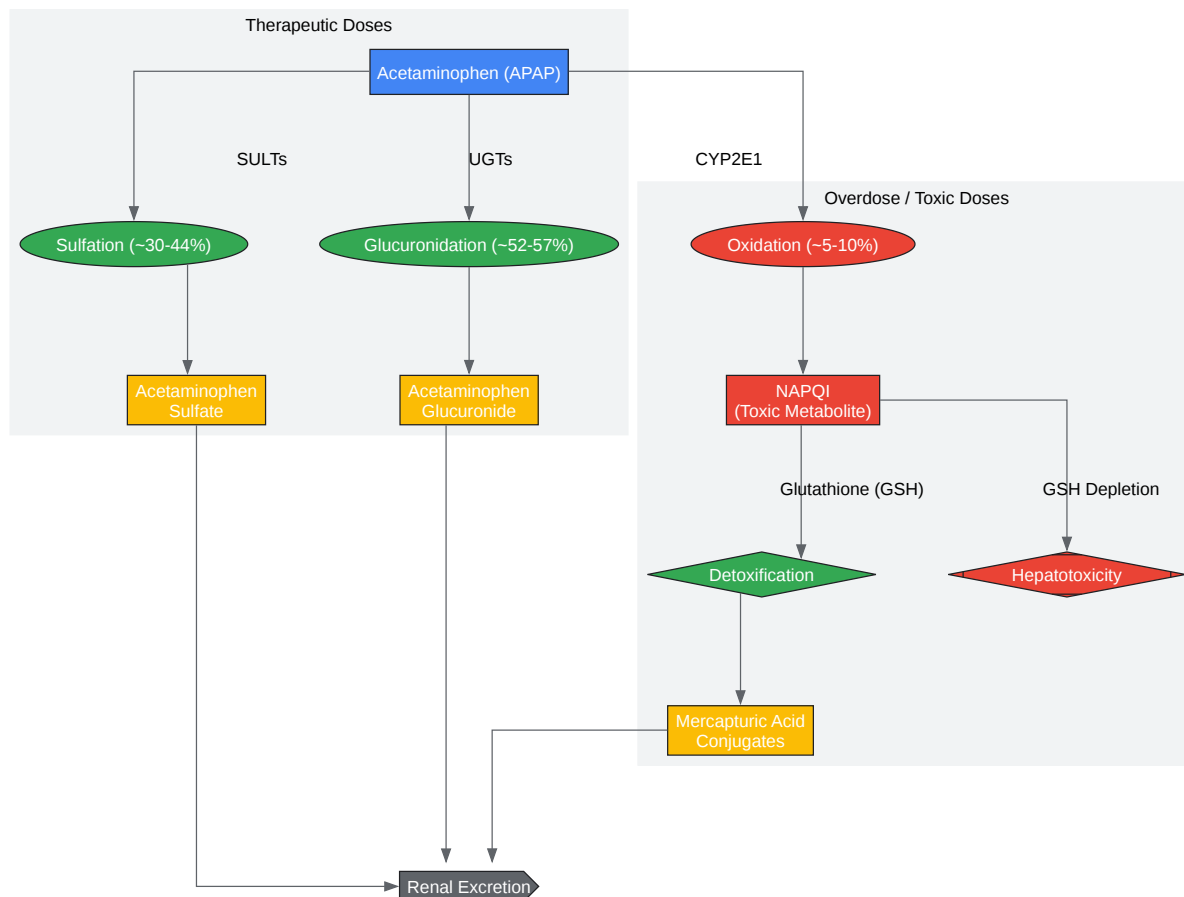 Therapeutic Doses
Acetaminophen (APAP)
SULTs
UGTs
CYP2E1
Overdose / Toxic Doses
Sulfation (~30-44%)
Glucuronidation (~52-57%)
Oxidation (~5-10%)
Acetaminophen
Sulfate
Acetaminophen
Glucuronide
NAPQI
(Toxic Metabolite)
Glutathione (GSH)
GSH Depletion
Detoxification
Hepatotoxicity
Mercapturic Acid
Conjugates
Renal Excretion